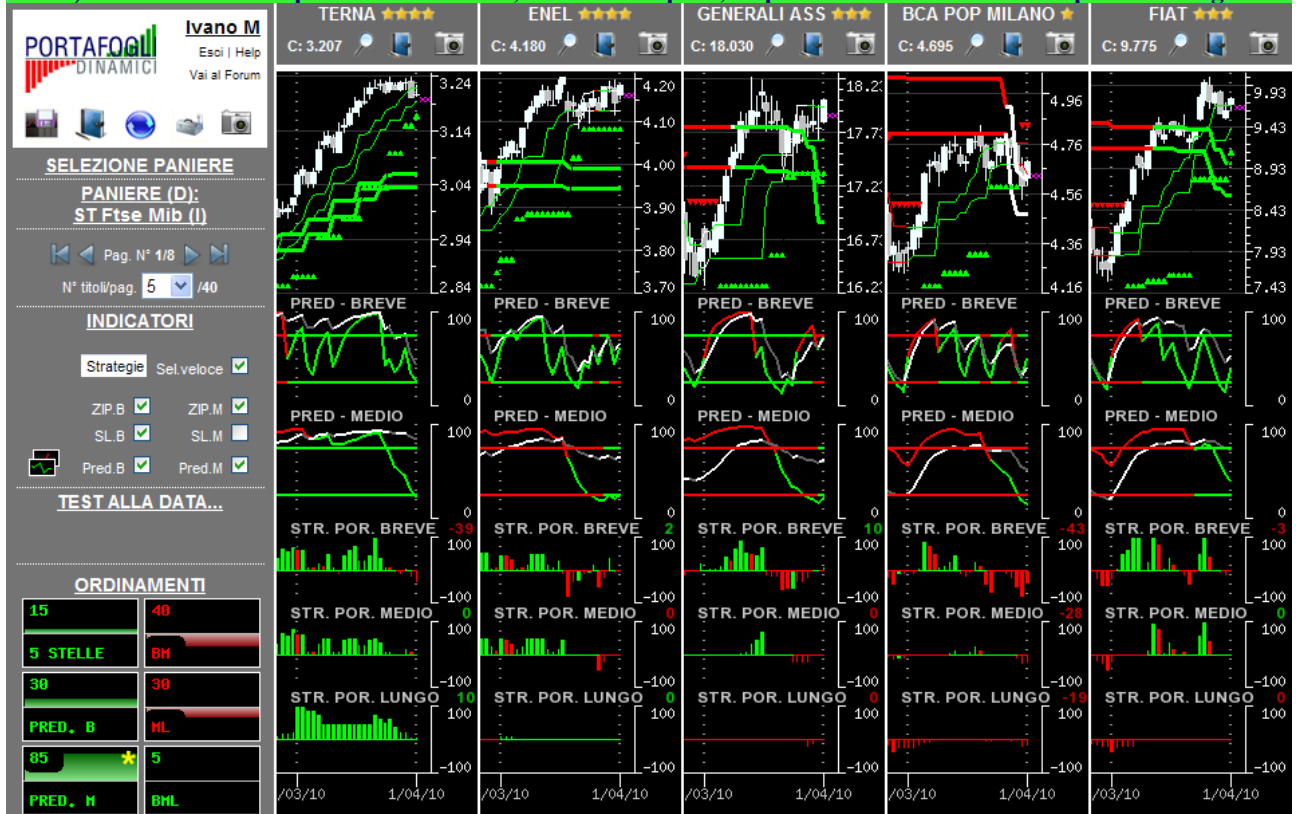 PORTAFOGLI
DINAMICI
Ivano M
Esci | Help
Vai al Forum
SELEZIONE PANIERE
PANIERE (D):
ST Ftse Mib (I)
Pag. N° 1/8
N° titoli/pag. 5 /40
INDICATORI
Strategie Sel.veloce
ZIP.B ZIP.M
SL.B SL.M
Pred.B Pred.M
TEST ALLA DATA...
ORDINAMENTI
15 40
5 STELLE BM
30 30
PRED. B ML
85 * 5
PRED. M BML
TERNA
C: 3.207
3.24
3.14
3.04
2.94
2.84
PRED - BREVE
100
0
PRED - MEDIO
100
0
STR. POR. BREVE -39
100
-100
STR. POR. MEDIO 0
100
-100
STR. POR. LUNGO 10
100
-100
/03/10 1/04/10
ENEL
C: 4.180
4.20
4.10
4.00
3.90
3.80
3.70
PRED - BREVE
100
0
PRED - MEDIO
100
0
STR. POR. BREVE 2
100
-100
STR. POR. MEDIO 0
100
-100
STR. POR. LUNGO 0
100
-100
/03/10 1/04/10
GENERALI ASS
C: 18.030
18.2
17.7
17.2
16.7
16.2
PRED - BREVE
100
0
PRED - MEDIO
100
0
STR. POR. BREVE 10
100
-100
STR. POR. MEDIO 0
100
-100
STR. POR. LUNGO 0
100
-100
/03/10 1/04/10
BCA POP MILANO
C: 4.695
4.96
4.76
4.56
4.36
4.16
PRED - BREVE
100
0
PRED - MEDIO
100
0
STR. POR. BREVE -43
100
-100
STR. POR. MEDIO -28
100
-100
STR. POR. LUNGO -19
100
-100
/03/10 1/04/10
FIAT
C: 9.775
9.93
9.43
8.93
8.43
7.93
7.43
PRED - BREVE
100
0
PRED - MEDIO
100
0
STR. POR. BREVE -3
100
-100
STR. POR. MEDIO 0
100
-100
STR. POR. LUNGO 0
100
-100
/03/10 1/04/10